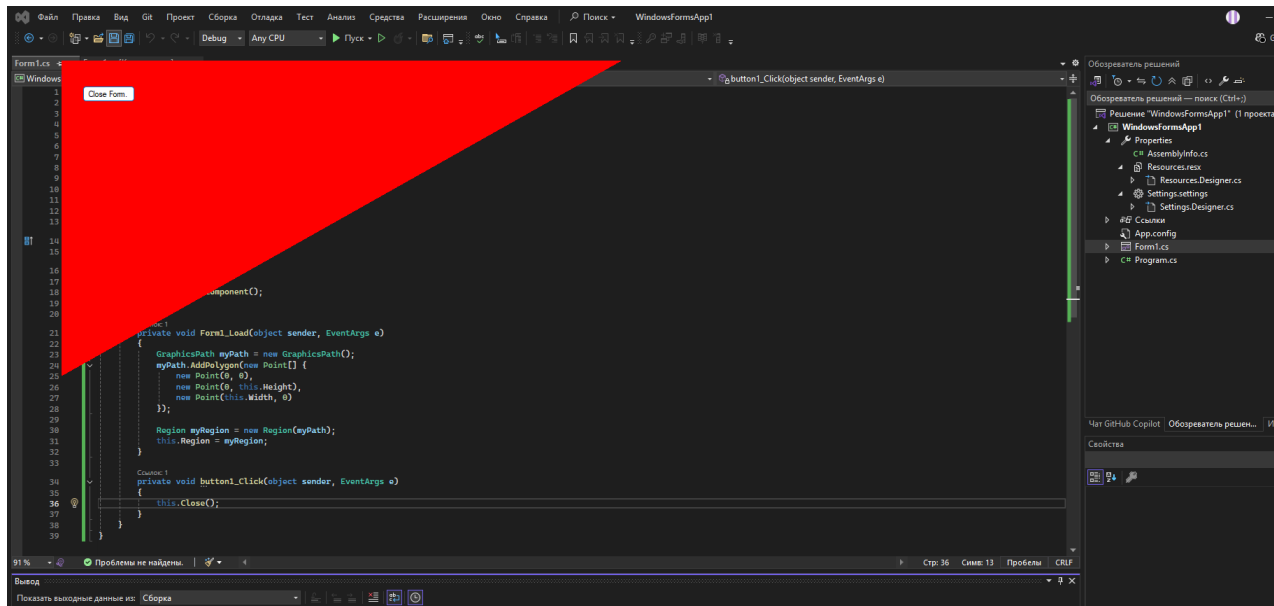 Файл Правка Вид Git Проект Сборка Отладка Тест Анализ Средства Расширения Окно Справка Поиск WindowsFormsApp1
Debug Any CPU Пуск
Form1.cs
Windows button1_Click(object sender, EventArgs e)
Close Form.
1
2
3
4
5
6
7
8
9
10
11
12
13
14
15
16
17
18 omponent();
19
20
21 private void Form1_Load(object sender, EventArgs e)
22 {
23 GraphicsPath myPath = new GraphicsPath();
24 myPath.AddPolygon(new Point[] {
25 new Point(0, 0),
26 new Point(0, this.Height),
27 new Point(this.Width, 0)
28 });
29
30 Region myRegion = new Region(myPath);
31 this.Region = myRegion;
32 }
33
Ссылок: 1
34 private void button1_Click(object sender, EventArgs e)
35 {
36 this.Close();
37 }
38 }
39 }
91 % Проблемы не найдены. Стр: 36 Симв: 13 Пробелы CRLF
Вывод
Показать выходные данные из: Сборка
Обозреватель решений
Обозреватель решений — поиск (Ctrl+;)
Решение "WindowsFormsApp1" (1 проекта
WindowsFormsApp1
Properties
C# AssemblyInfo.cs
Resources.resx
Resources.Designer.cs
Settings.settings
Settings.Designer.cs
Ссылки
App.config
Form1.cs
C# Program.cs
Чат GitHub Copilot Обозреватель решен... И
Свойства